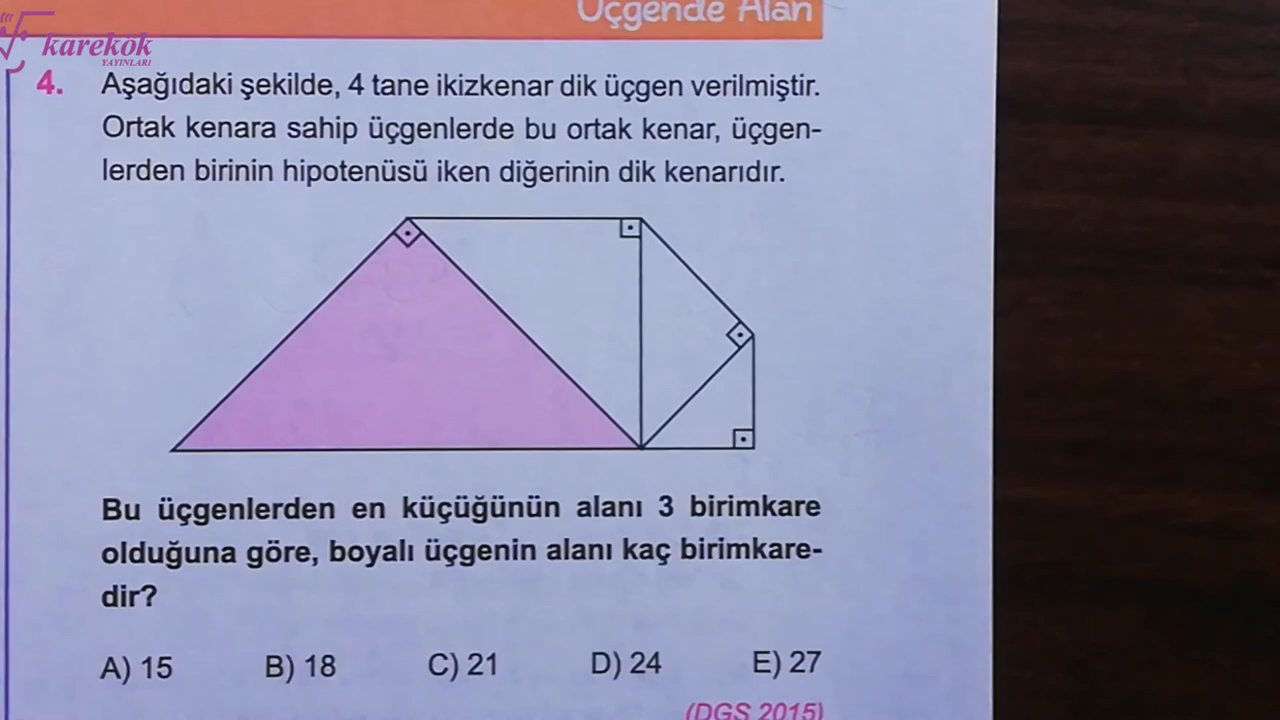 Üçgende Alan
karekök
YAYINLARI
4. Aşağıdaki şekilde, 4 tane ikizkenar dik üçgen verilmiştir.
Ortak kenara sahip üçgenlerde bu ortak kenar, üçgen-
lerden birinin hipotenüsü iken diğerinin dik kenarıdır.
Bu üçgenlerden en küçüğünün alanı 3 birimkare
olduğuna göre, boyalı üçgenin alanı kaç birimkare-
dir?
A) 15 B) 18 C) 21 D) 24 E) 27
(DGS 2015)